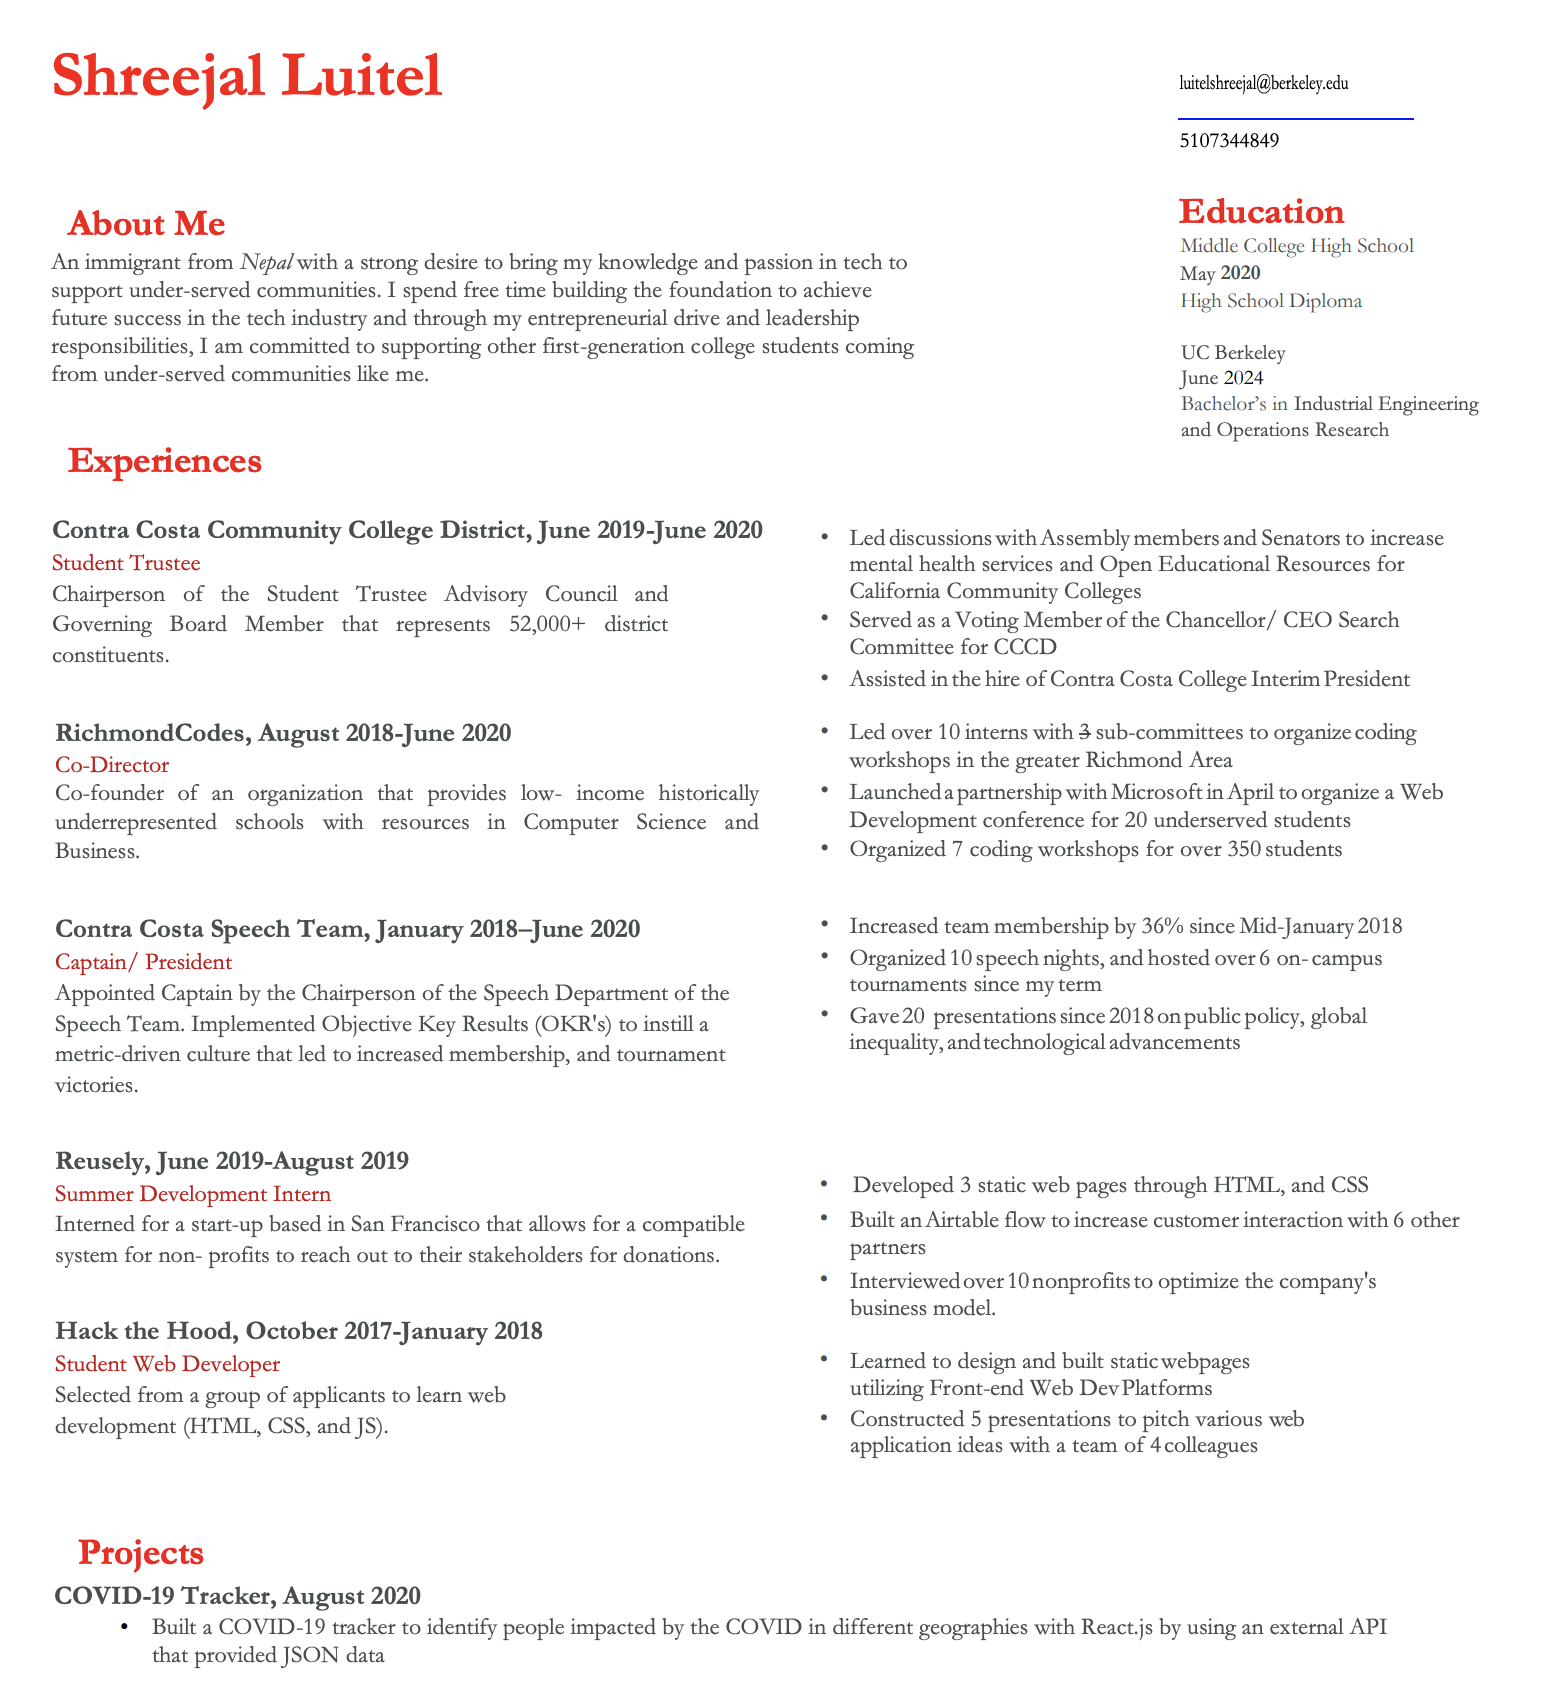 Shreejal Luitel
luitelshreejal@berkeley.edu
5107344849
About Me
An immigrant from Nepal with a strong desire to bring my knowledge and passion in tech to
support under-served communities. I spend free time building the foundation to achieve
future success in the tech industry and through my entrepreneurial drive and leadership
responsibilities, I am committed to supporting other first-generation college students coming
from under-served communities like me.
Education
Middle College High School
May 2020
High School Diploma
UC Berkeley
June 2024
Bachelor’s in Industrial Engineering
and Operations Research
Experiences
Contra Costa Community College District, June 2019-June 2020
Student Trustee
Chairperson of the Student Trustee Advisory Council and
Governing Board Member that represents 52,000+ district
constituents.
• Led discussions with Assembly members and Senators to increase
mental health services and Open Educational Resources for
California Community Colleges
• Served as a Voting Member of the Chancellor/ CEO Search
Committee for CCCD
• Assisted in the hire of Contra Costa College Interim President
RichmondCodes, August 2018-June 2020
Co-Director
Co-founder of an organization that provides low- income historically
underrepresented schools with resources in Computer Science and
Business.
• Led over 10 interns with 3 sub-committees to organize coding
workshops in the greater Richmond Area
• Launched a partnership with Microsoft in April to organize a Web
Development conference for 20 underserved students
• Organized 7 coding workshops for over 350 students
Contra Costa Speech Team, January 2018–June 2020
Captain/ President
Appointed Captain by the Chairperson of the Speech Department of the
Speech Team. Implemented Objective Key Results (OKR's) to instill a
metric-driven culture that led to increased membership, and tournament
victories.
• Increased team membership by 36% since Mid-January 2018
• Organized 10 speech nights, and hosted over 6 on- campus
tournaments since my term
• Gave 20 presentations since 2018 on public policy, global
inequality, and technological advancements
Reusely, June 2019-August 2019
Summer Development Intern
Interned for a start-up based in San Francisco that allows for a compatible
system for non- profits to reach out to their stakeholders for donations.
• Developed 3 static web pages through HTML, and CSS
• Built an Airtable flow to increase customer interaction with 6 other
partners
• Interviewed over 10 nonprofits to optimize the company's
business model.
Hack the Hood, October 2017-January 2018
Student Web Developer
Selected from a group of applicants to learn web
development (HTML, CSS, and JS).
• Learned to design and built static webpages
utilizing Front-end Web Dev Platforms
• Constructed 5 presentations to pitch various web
application ideas with a team of 4 colleagues
Projects
COVID-19 Tracker, August 2020
• Built a COVID-19 tracker to identify people impacted by the COVID in different geographies with React.js by using an external API
that provided JSON data